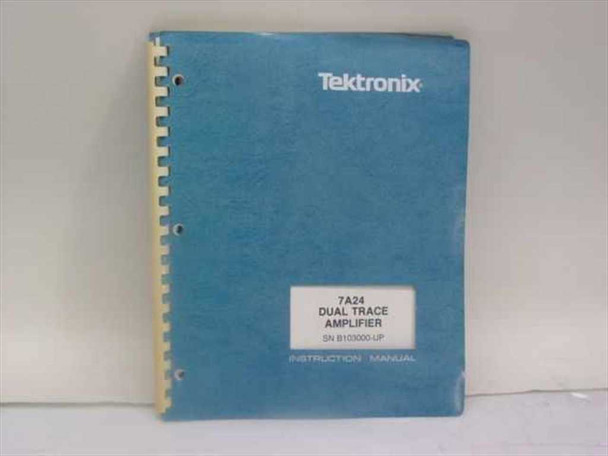 Tektronix®
7A24
DUAL TRACE
AMPLIFIER
SN B103000-UP
INSTRUCTION MANUAL